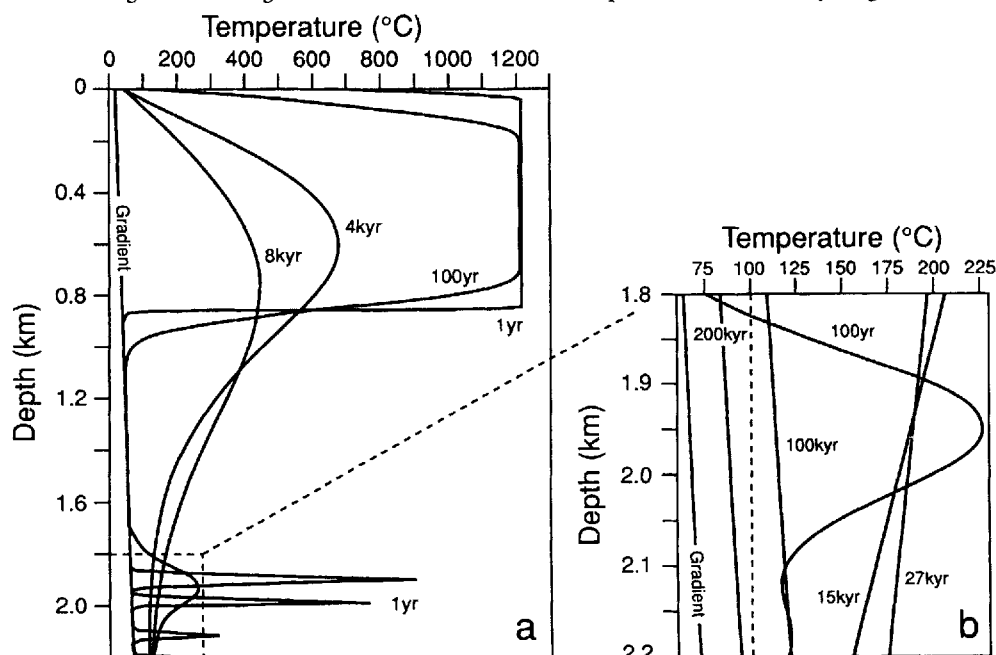 Temperature (°C)
0 200 400 600 800 1000 1200
0
0.4
0.8
1.2
1.6
2.0
Depth (km)
Gradient
8kyr
4kyr
100yr
1yr
1yr
a
Temperature (°C)
75 100 125 150 175 200 225
1.8
1.9
2.0
2.1
2.2
Depth (km)
200kyr
100yr
100kyr
Gradient
15kyr
27kyr
b